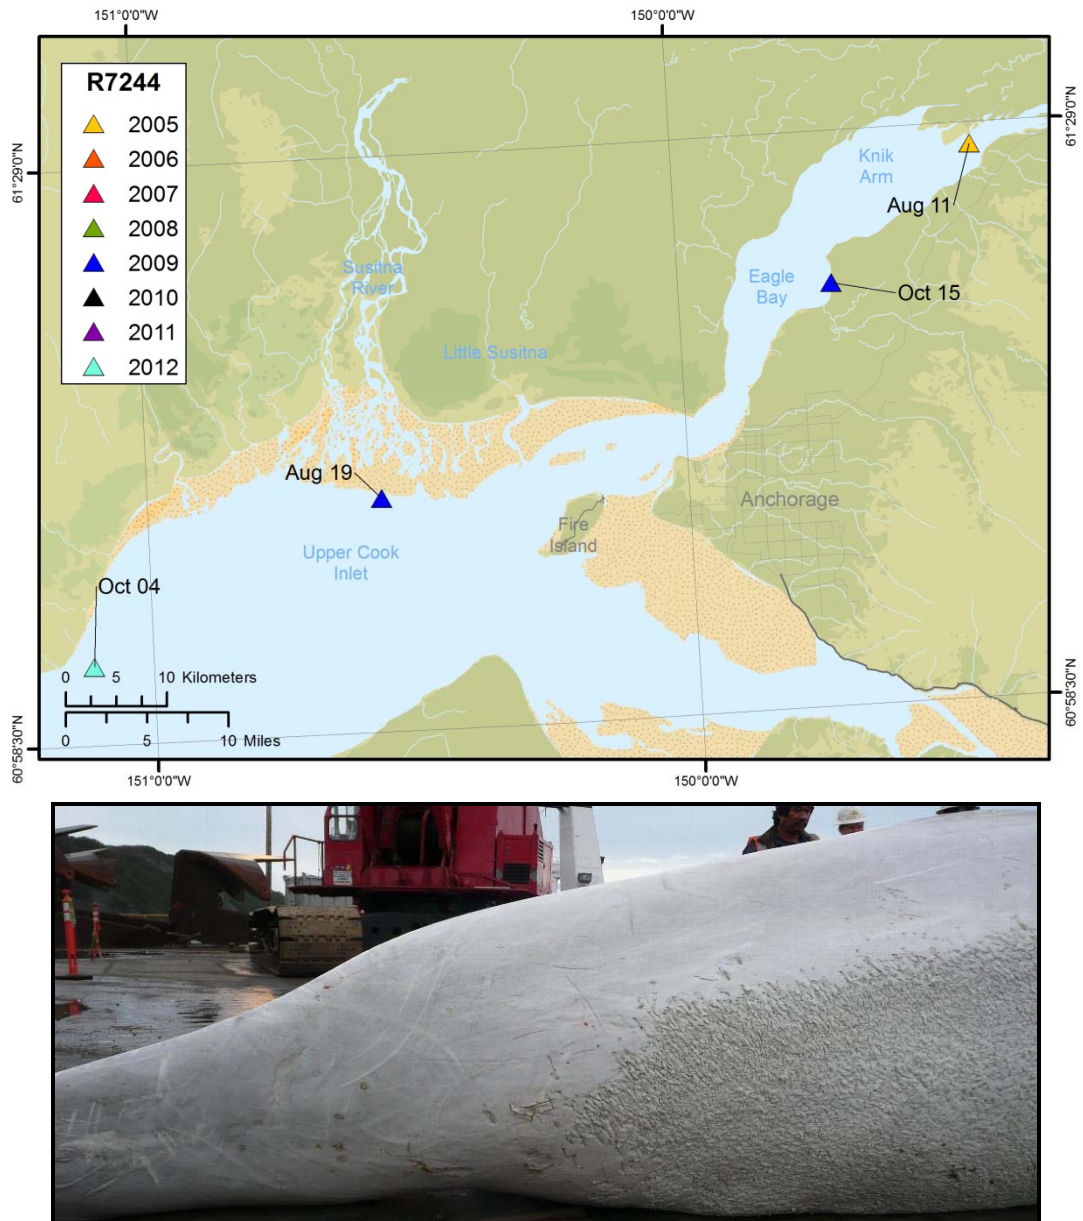 151°0'0"W
150°0'0"W
R7244
2005
2006
2007
2008
2009
2010
2011
2012
61°29'0"N
61°29'0"N
Knik
Arm
Aug 11
Susitna
River
Eagle
Bay
Oct 15
Little Susitna
Aug 19
Anchorage
Fire
Island
Upper Cook
Inlet
Oct 04
0 5 10 Kilometers
0 5 10 Miles
60°58'30"N
60°58'30"N
151°0'0"W
150°0'0"W